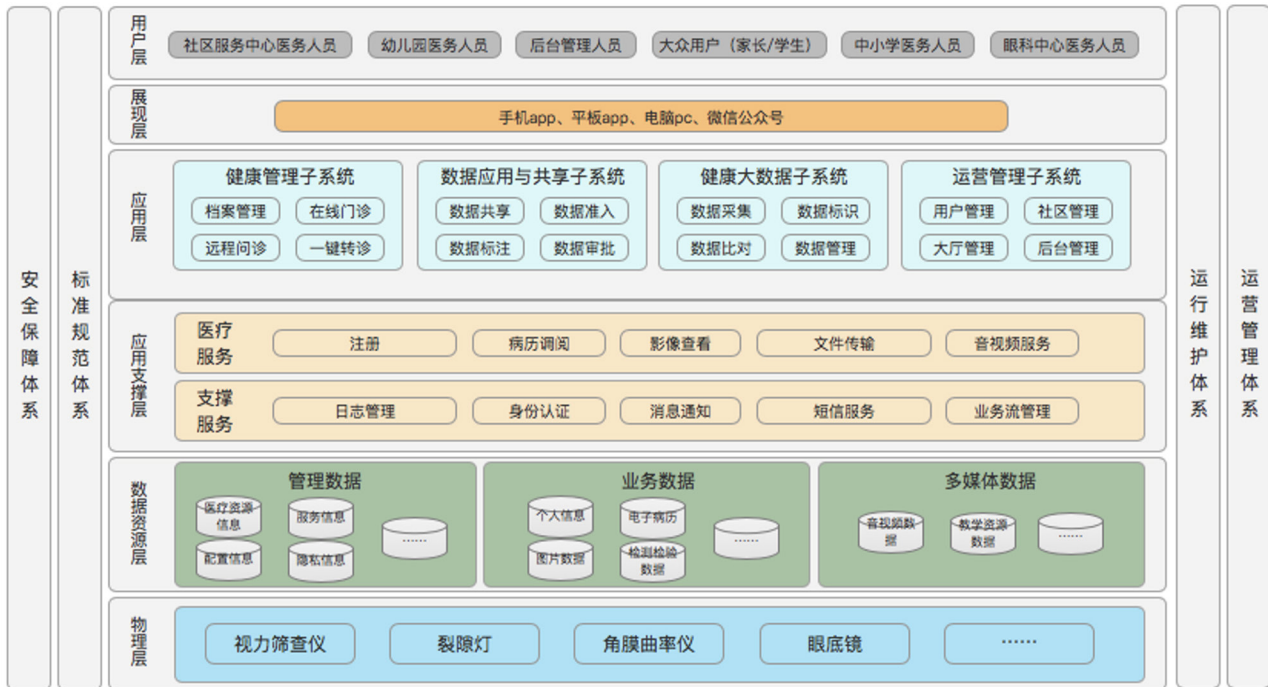 安全保障体系
标准规范体系
用户层
社区服务中心医务人员
幼儿园医务人员
后台管理人员
大众用户（家长/学生）
中小学医务人员
眼科中心医务人员
展现层
手机app、平板app、电脑pc、微信公众号
应用层
健康管理子系统
档案管理
在线门诊
远程问诊
一键转诊
数据应用与共享子系统
数据共享
数据准入
数据标注
数据审批
健康大数据子系统
数据采集
数据标识
数据比对
数据管理
运营管理子系统
用户管理
社区管理
大厅管理
后台管理
应用支撑层
医疗
服务
注册
病历调阅
影像查看
文件传输
音视频服务
支撑
服务
日志管理
身份认证
消息通知
短信服务
业务流管理
数据资源层
管理数据
医疗资源
信息
服务信息
……
配置信息
隐私信息
业务数据
个人信息
电子病历
……
图片数据
检测检验
数据
多媒体数据
音视频数
据
教学资源
数据
……
物理层
视力筛查仪
裂隙灯
角膜曲率仪
眼底镜
……
运行维护体系
运营管理体系